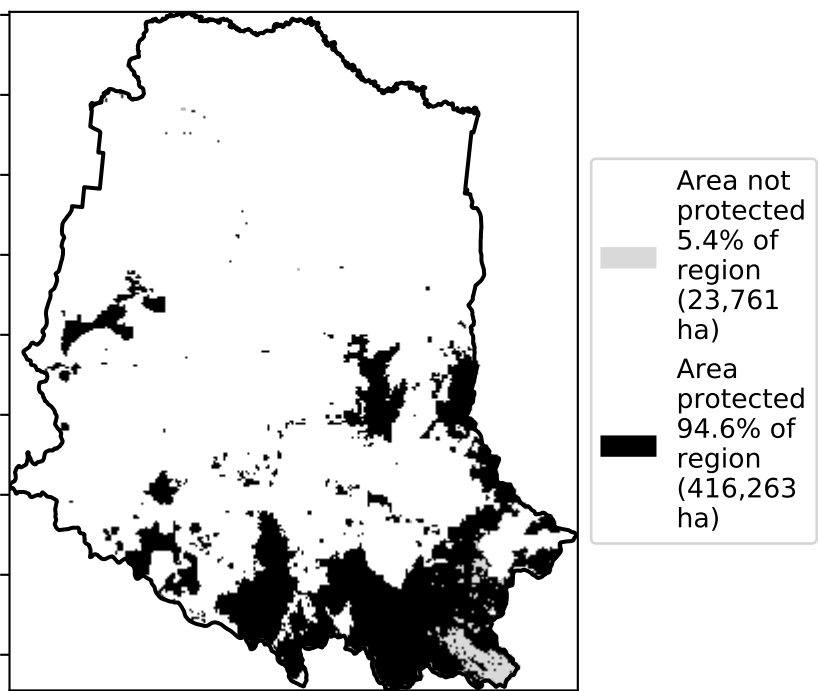 Area not
protected
5.4% of
region
(23,761
ha)
Area
protected
94.6% of
region
(416,263
ha)